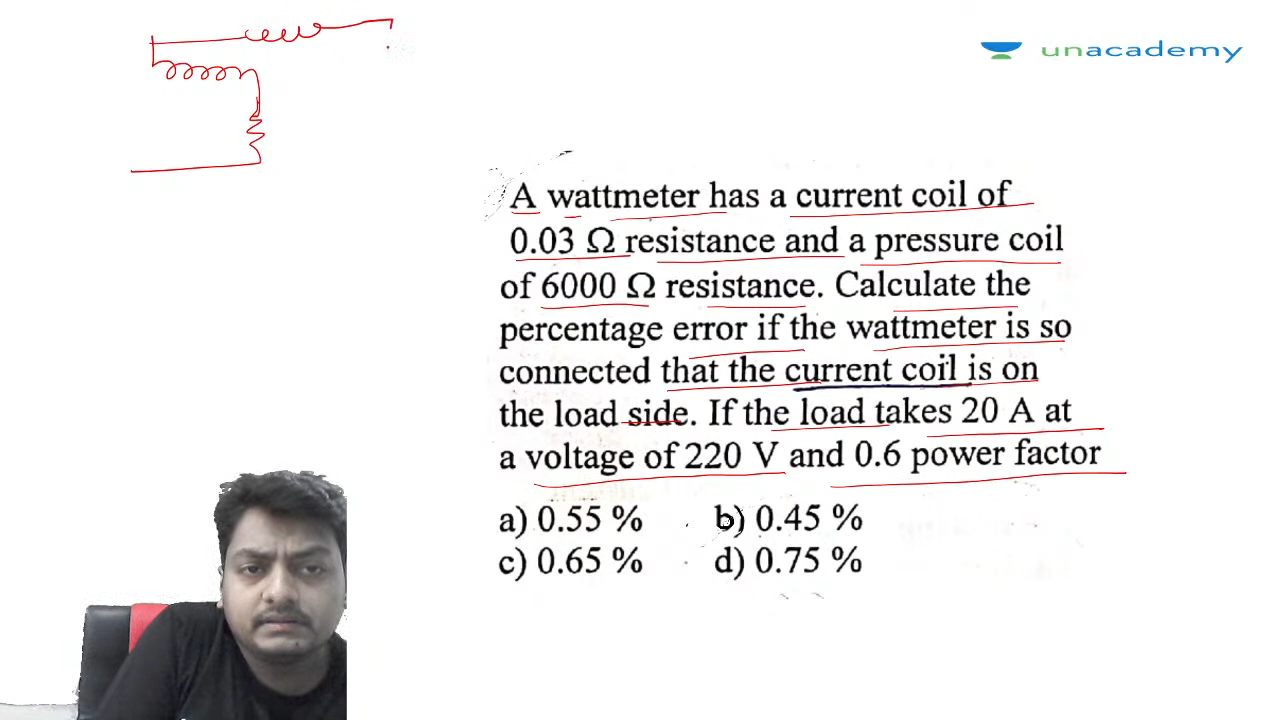 unacademy
A wattmeter has a current coil of
0.03 Ω resistance and a pressure coil
of 6000 Ω resistance. Calculate the
percentage error if the wattmeter is so
connected that the current coil is on
the load side. If the load takes 20 A at
a voltage of 220 V and 0.6 power factor
a) 0.55 % b) 0.45 %
c) 0.65 % d) 0.75 %